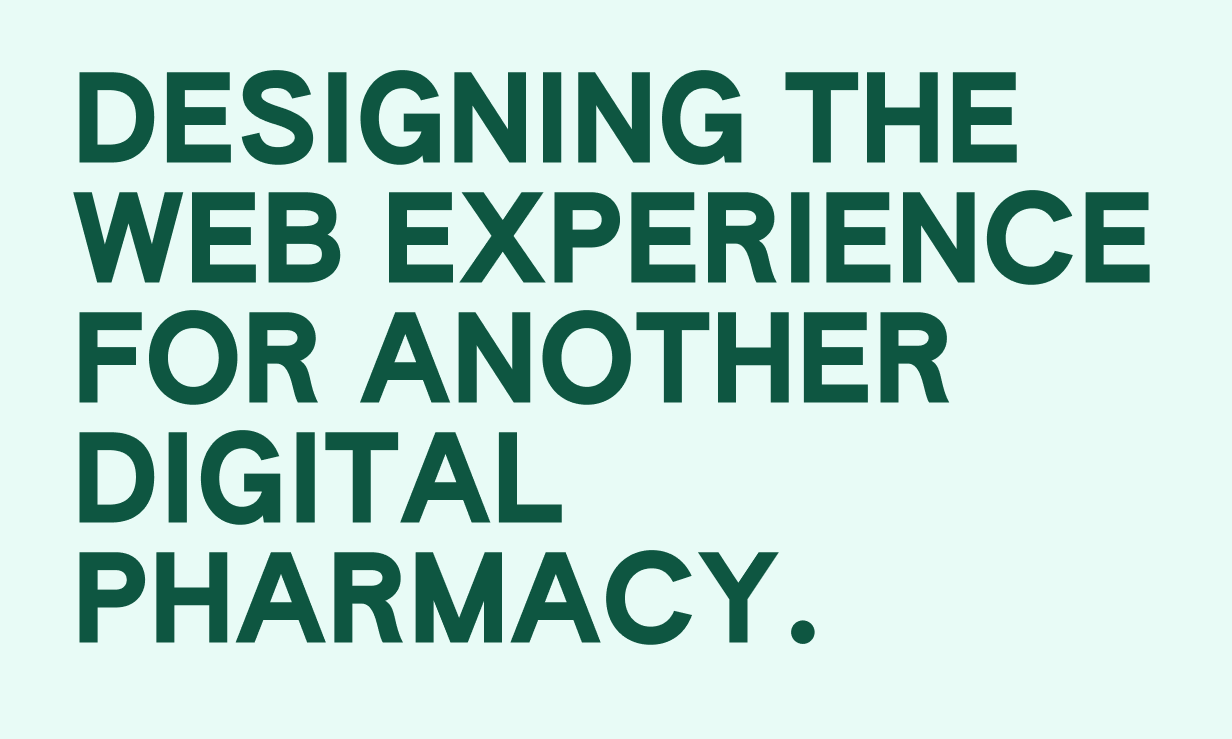 DESIGNING THE
WEB EXPERIENCE
FOR ANOTHER
DIGITAL
PHARMACY.